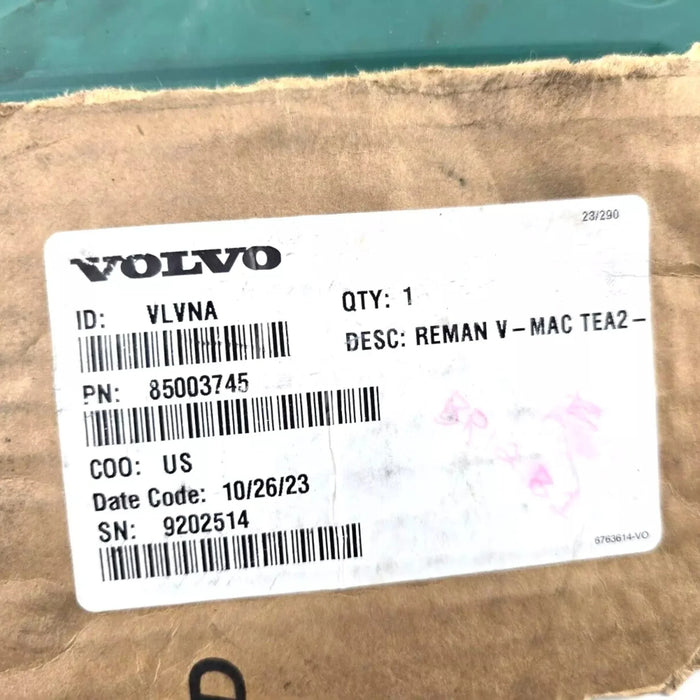 23/290
VOLVO
ID: VLVNA
QTY: 1
DESC: REMAN V-MAC TEA2-
PN: 85003745
COO: US
Date Code: 10/26/23
SN: 9202514
6763614-VO
D